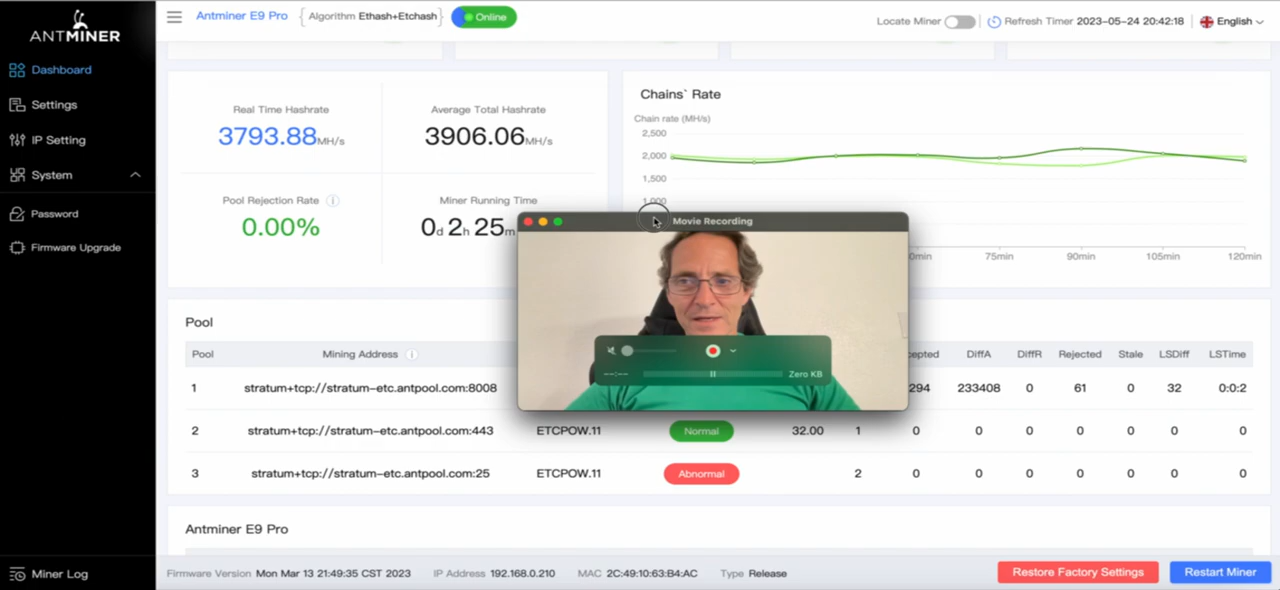 ANTMINER
Dashboard
Settings
IP Setting
System
Password
Firmware Upgrade
Miner Log
Antminer E9 Pro
Algorithm Ethash+Etchash
Online
Locate Miner
Refresh Timer 2023-05-24 20:42:18
English
Real Time Hashrate
3793.88MH/s
Average Total Hashrate
3906.06MH/s
Pool Rejection Rate
0.00%
Miner Running Time
0d 2h 25m
Chains` Rate
Chain rate (MH/s)
2,500
2,000
1,500
1,000
75min 90min 105min 120min
Movie Recording
--:-- Zero KB
Pool
Pool Mining Address DiffA DiffR Rejected Stale LSDiff LSTime
1 stratum+tcp://stratum-etc.antpool.com:8008 233408 0 61 0 32 0:0:2
2 stratum+tcp://stratum-etc.antpool.com:443 ETCPOW.11 Normal 32.00 1 0 0 0 0 0 0 0
3 stratum+tcp://stratum-etc.antpool.com:25 ETCPOW.11 Abnormal 2 0 0 0 0 0 0 0
Antminer E9 Pro
Firmware Version Mon Mar 13 21:49:35 CST 2023 IP Address 192.168.0.210 MAC 2C:49:10:63:B4:AC Type Release
Restore Factory Settings
Restart Miner